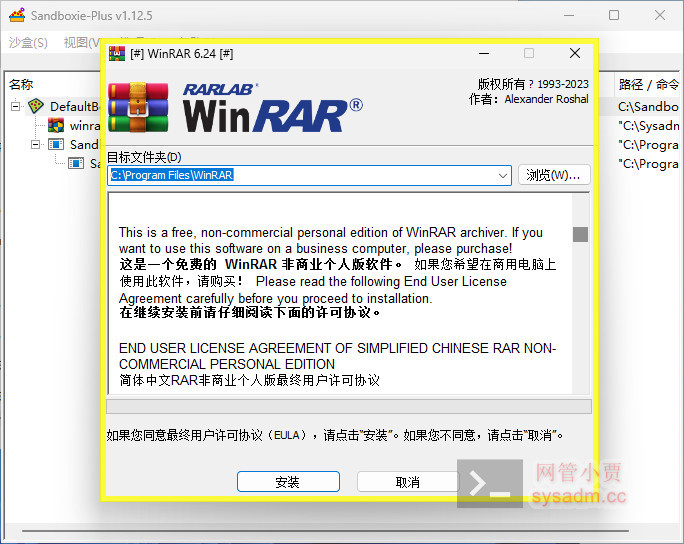 Sandboxie-Plus v1.12.5
沙盒(S) 视图(V)
[#] WinRAR 6.24 [#]
RARLAB®
WinRAR®
版权所有 ? 1993-2023
作者：Alexander Roshal
名称
路径 / 命令
DefaultB
C:\Sandbo
winra
"C:\Sysadm
Sand
"C:\Progra
Sa
"C:\Progra
目标文件夹(D)
C:\Program Files\WinRAR
浏览(W)...
This is a free, non-commercial personal edition of WinRAR archiver. If you
want to use this software on a business computer, please purchase!
这是一个免费的 WinRAR 非商业个人版软件。 如果您希望在商用电脑上
使用此软件，请购买！ Please read the following End User License
Agreement carefully before you proceed to installation.
在继续安装前请仔细阅读下面的许可协议。
END USER LICENSE AGREEMENT OF SIMPLIFIED CHINESE RAR NON-
COMMERCIAL PERSONAL EDITION
简体中文RAR非商业个人版最终用户许可协议
如果您同意最终用户许可协议（EULA），请点击“安装”。如果您不同意，请点击“取消”。
安装
取消
网管小贾
sysadm.cc